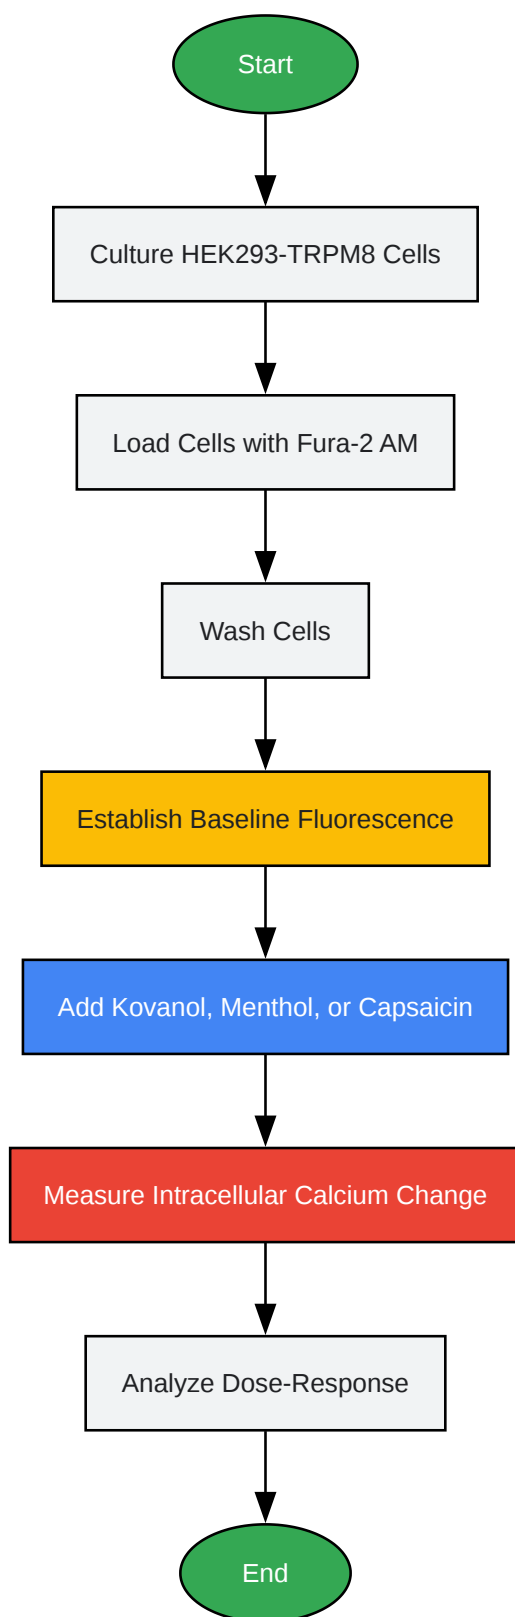 Start
Culture HEK293-TRPM8 Cells
Load Cells with Fura-2 AM
Wash Cells
Establish Baseline Fluorescence
Add Kovanol, Menthol, or Capsaicin
Measure Intracellular Calcium Change
Analyze Dose-Response
End